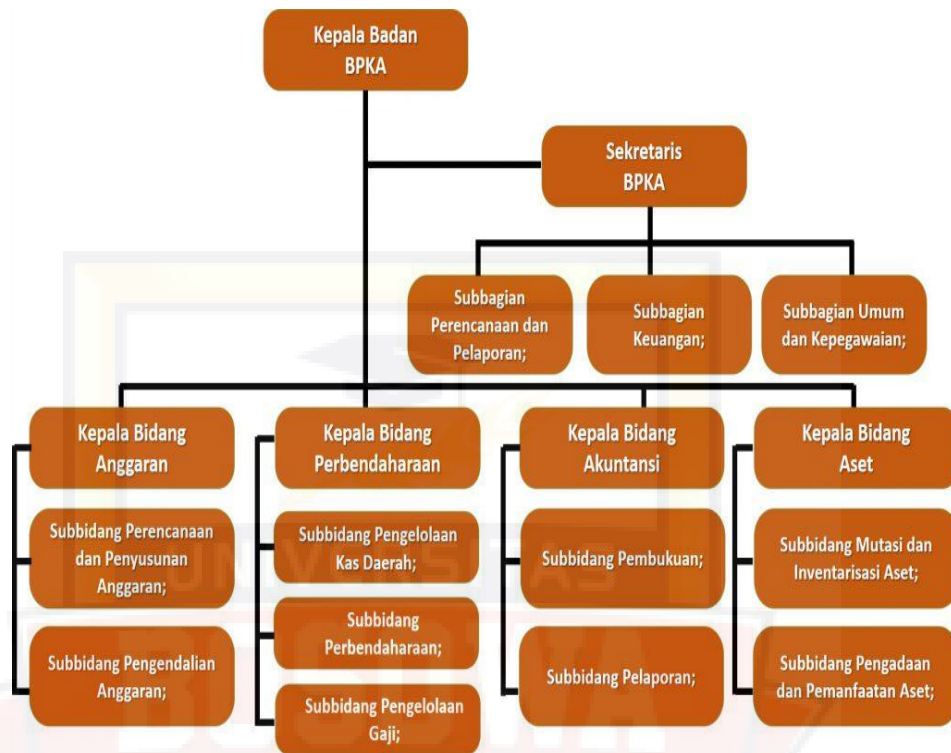 Kepala Badan
BPKA
Sekretaris
BPKA
Subbagian
Perencanaan dan
Pelaporan;
Subbagian
Keuangan;
Subbagian Umum
dan Kepegawaian;
Kepala Bidang
Anggaran
Kepala Bidang
Perbendaharaan
Kepala Bidang
Akuntansi
Kepala Bidang
Aset
Subbidang Perencanaan
dan Penyusunan
Anggaran;
Subbidang Pengelolaan
Kas Daerah;
Subbidang Pembukuan;
Subbidang Mutasi dan
Inventarisasi Aset;
Subbidang
Perbendaharaan;
Subbidang Pengendalian
Anggaran;
Subbidang Pengelolaan
Gaji;
Subbidang Pelaporan;
Subbidang Pengadaan
dan Pemanfaatan Aset;
UNIVERSITAS
BOSOWA